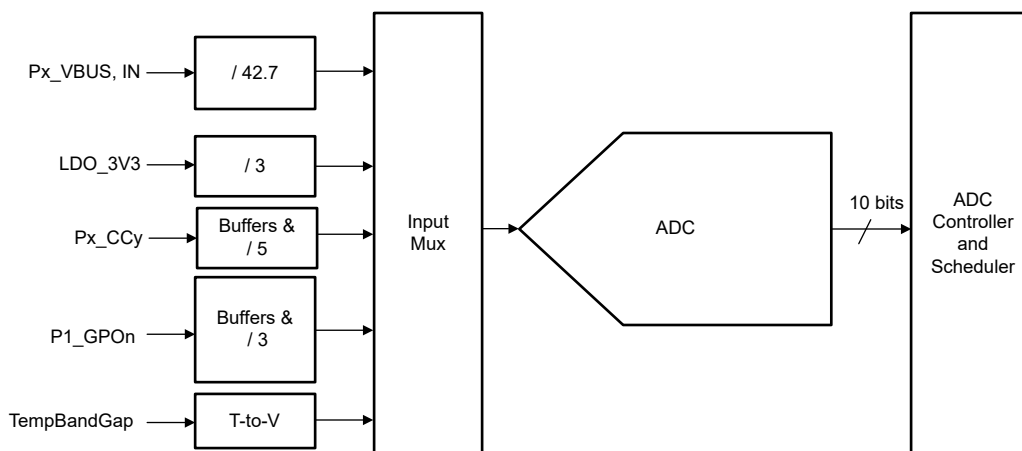 Px_VBUS, IN
/ 42.7
LDO_3V3
/ 3
Px_CCy
Buffers &
/ 5
P1_GPOn
Buffers &
/ 3
TempBandGap
T-to-V
Input
Mux
ADC
10 bits
ADC
Controller
and
Scheduler